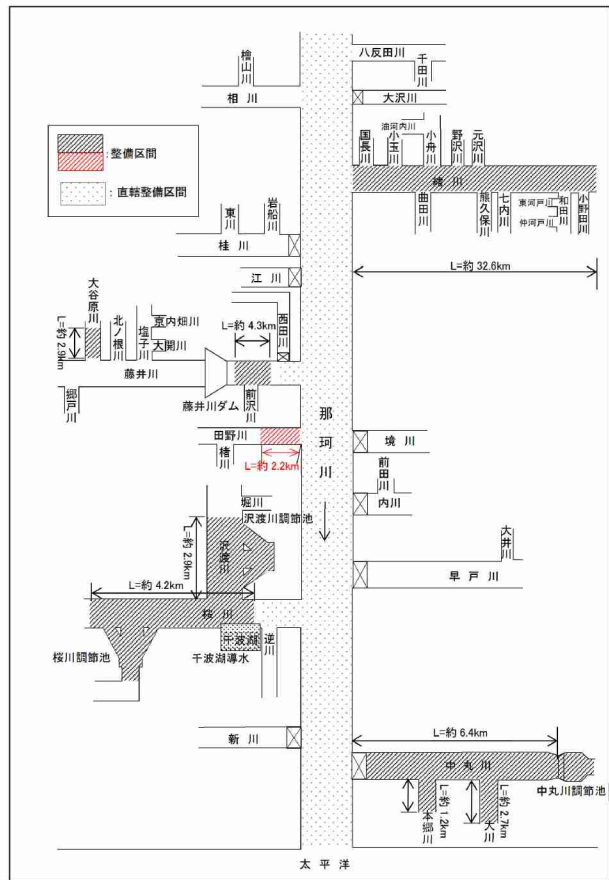 八反田川
千田川
大沢川
檜山川
相川
:整備区間
:直轄整備区間
国長川
油河内川
小玉川
小舟川
野沢川
元沢川
緒川
曲田川
熊久保川
七内川
東河戸川
仲河戸川
和田川
小野田川
L=約 32.6km
東川
岩船川
桂川
江川
西田川
大谷原川
L=約 2.9km
北ノ根川
塩子川
京内畑川
大開川
L=約 4.3km
藤井川
藤井川ダム
前沢川
郷戸川
那珂川
田野川
楮川
L=約 2.2km
境川
前田川
内川
堀川
沢渡川調節池
沢渡川
L=約 2.9km
大井川
早戸川
L=約 4.2km
桜川
千波湖
逆川
桜川調節池
千波湖導水
新川
L=約 6.4km
中丸川
中丸川調節池
L=約 1.2km
本郷川
L=約 2.7km
大川
太平洋